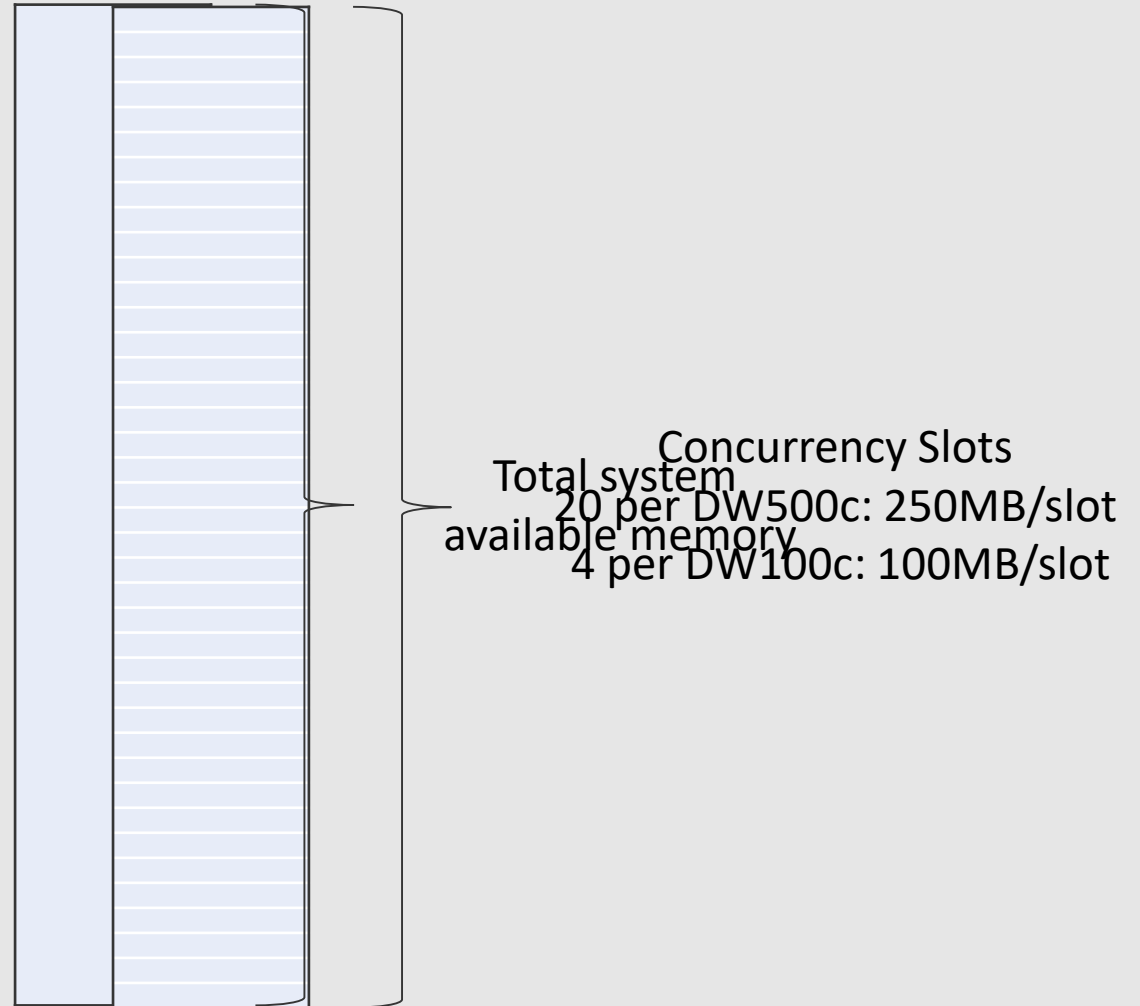 Total system
available memory
Concurrency Slots
20 per DW500c: 250MB/slot
4 per DW100c: 100MB/slot